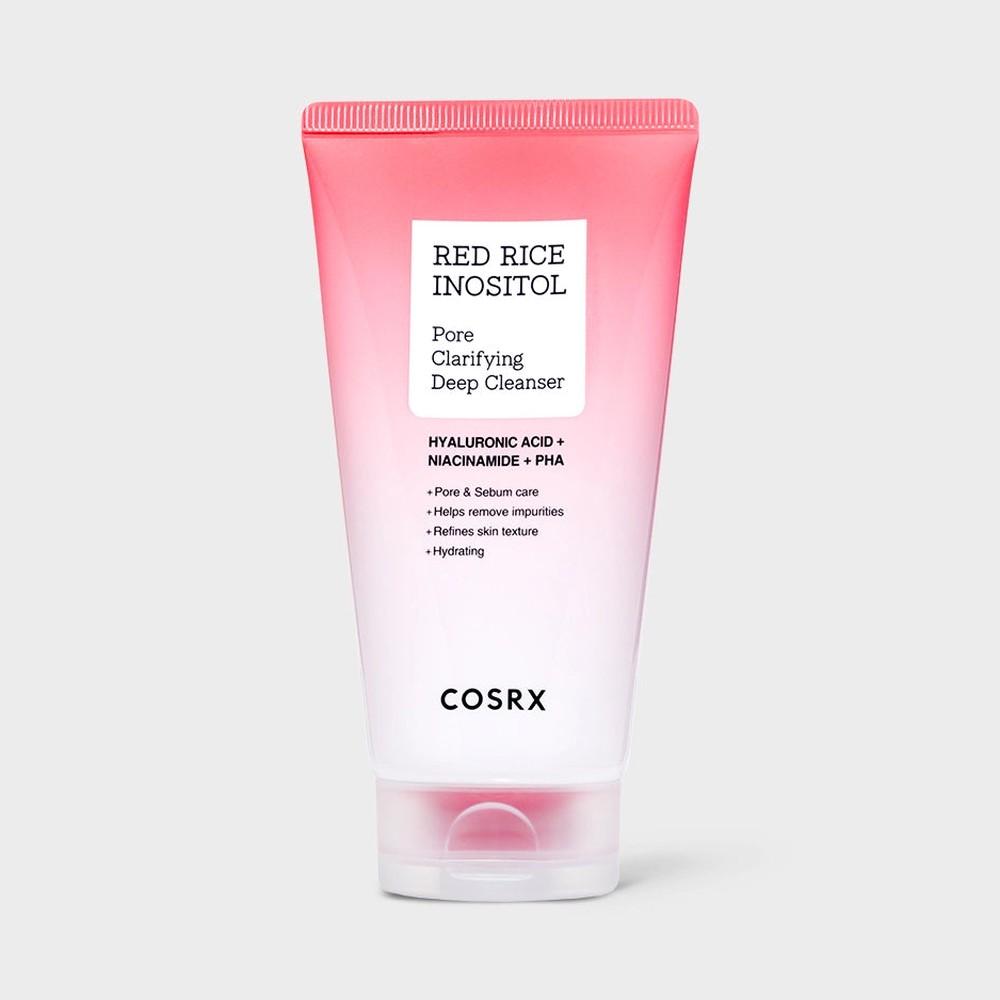 RED RICE
INOSITOL
Pore
Clarifying
Deep Cleanser
HYALURONIC ACID +
NIACINAMIDE + PHA
+Pore & Sebum care
+Helps remove impurities
+Refines skin texture
+Hydrating
COSRX